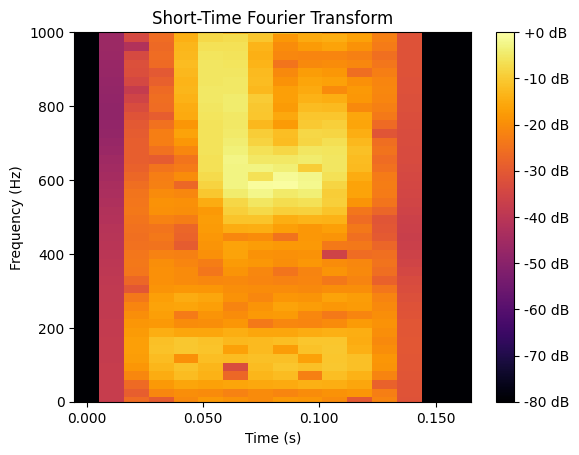 Short-Time Fourier Transform
Frequency (Hz)
1000
800
600
400
200
0
0.000
0.050
0.100
0.150
Time (s)
+0 dB
-10 dB
-20 dB
-30 dB
-40 dB
-50 dB
-60 dB
-70 dB
-80 dB